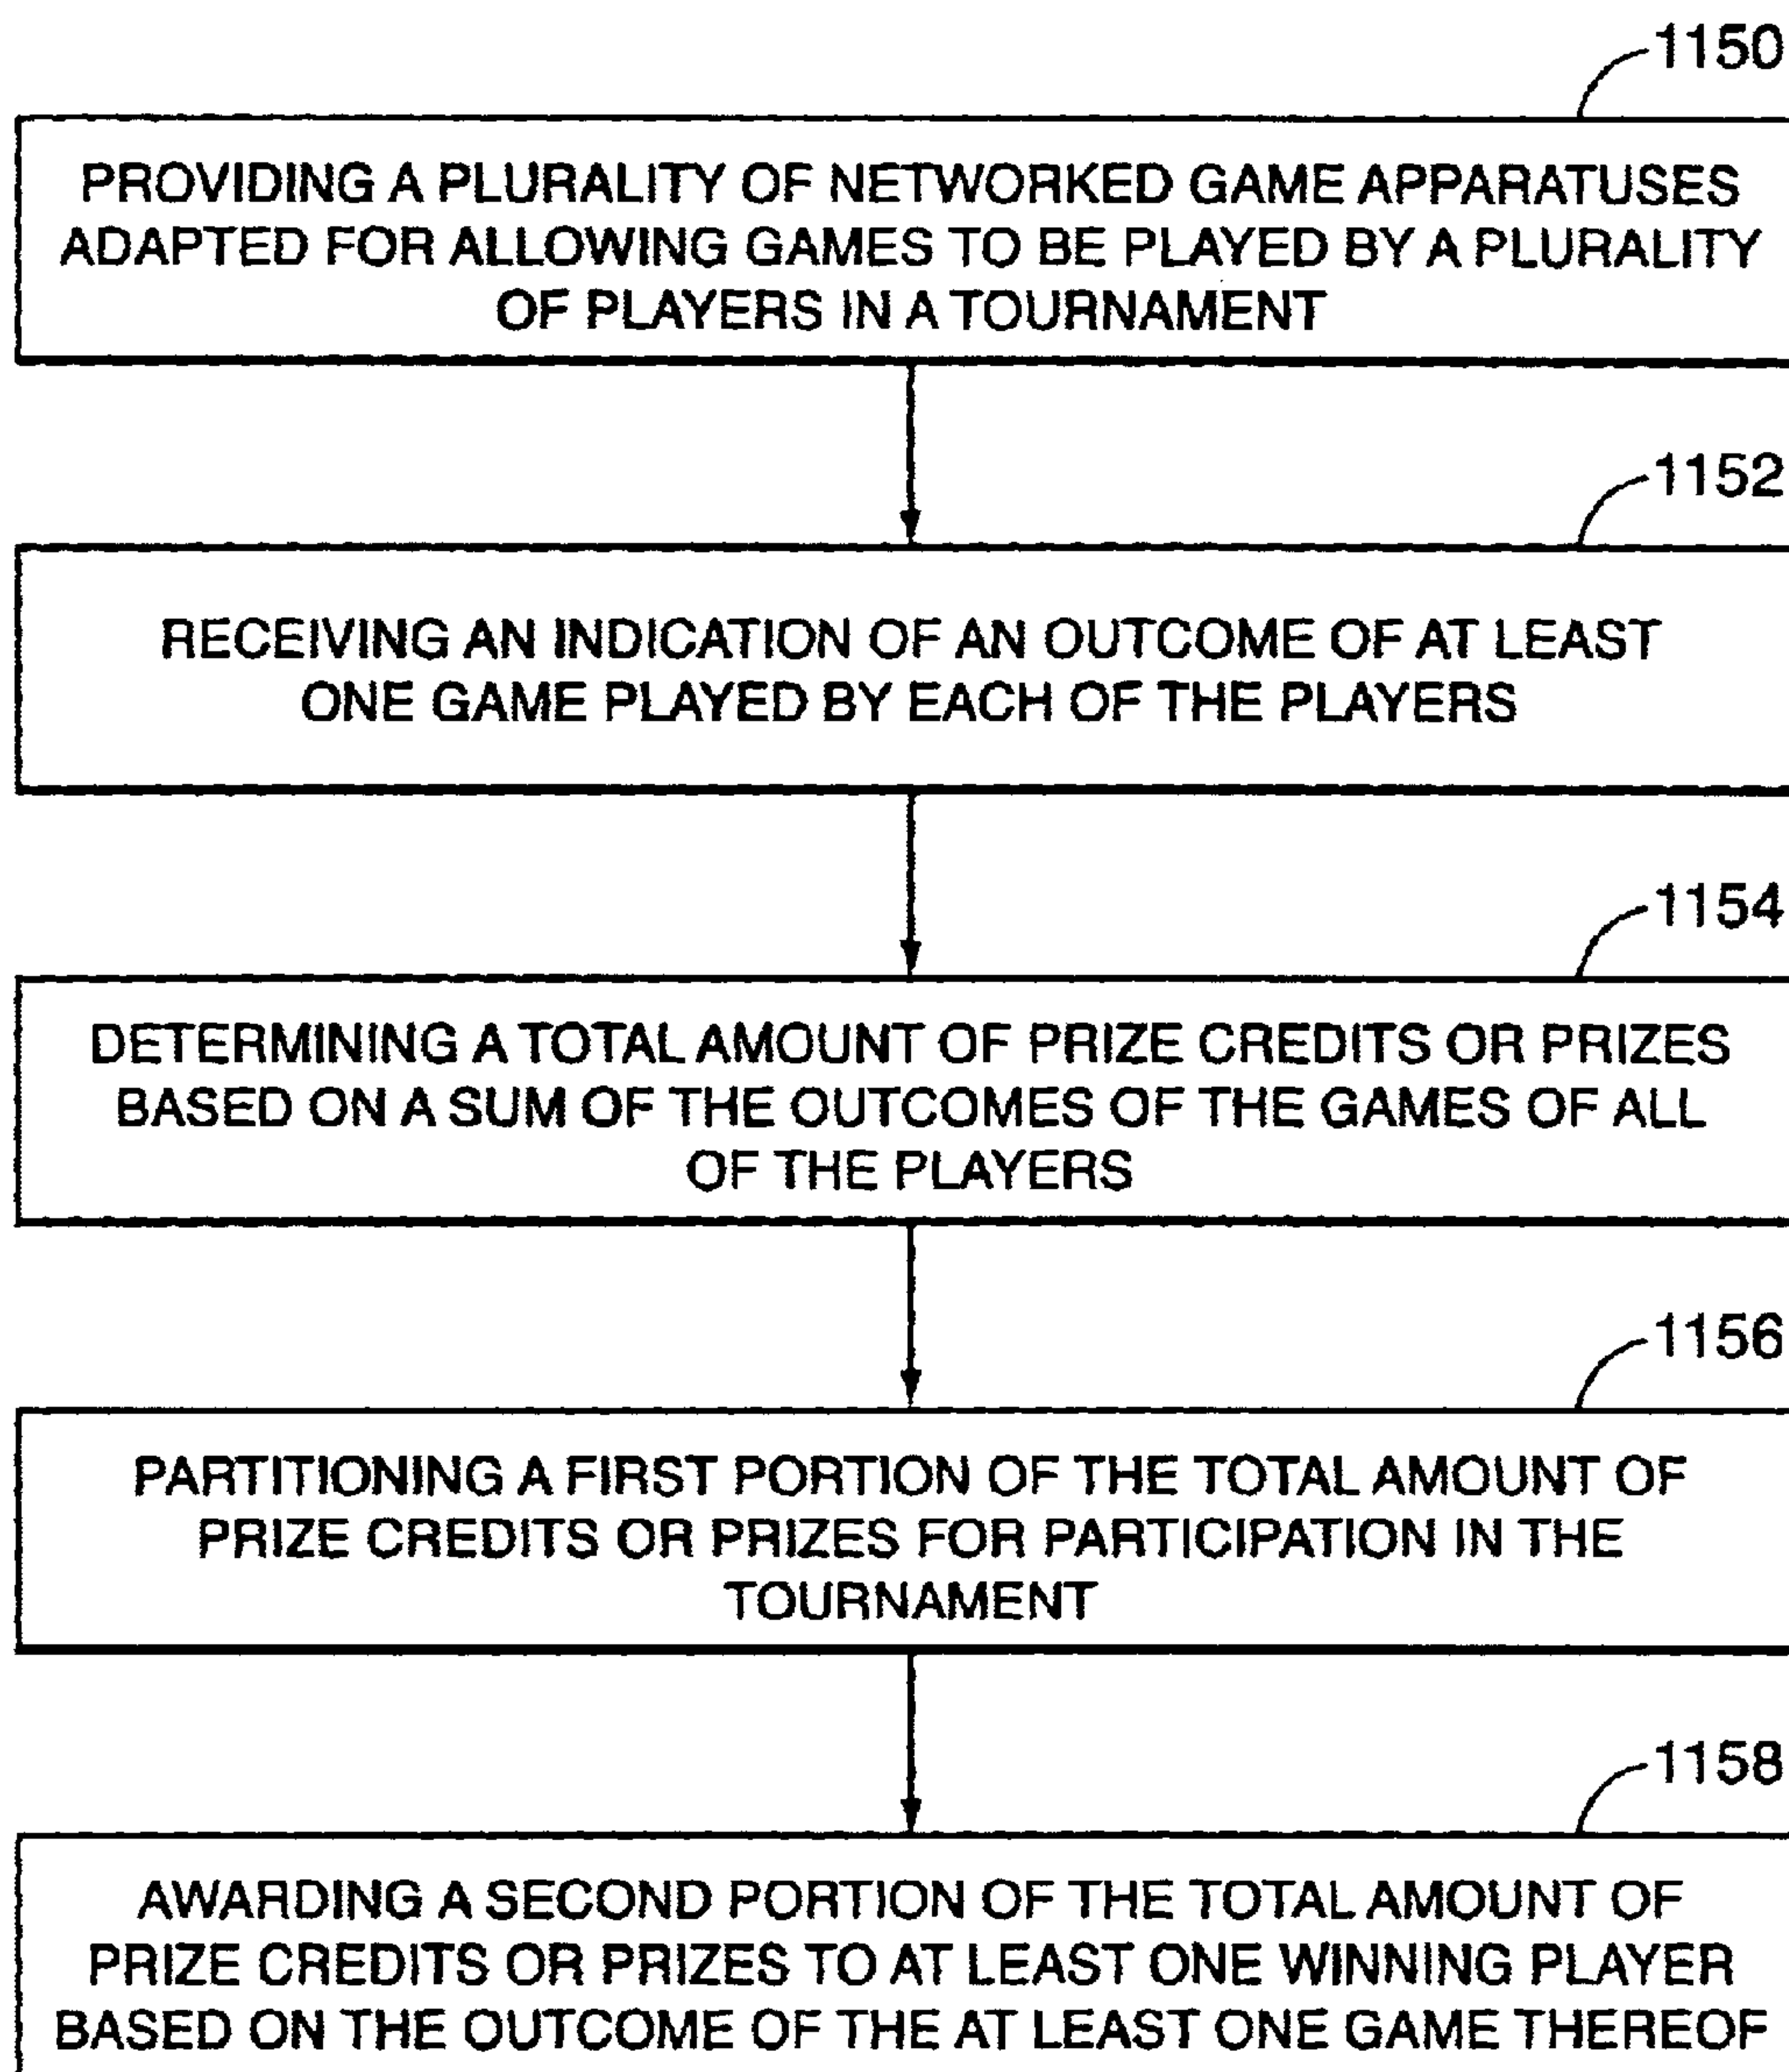 1150
PROVIDING A PLURALITY OF NETWORKED GAME APPARATUSES
ADAPTED FOR ALLOWING GAMES TO BE PLAYED BY A PLURALITY
OF PLAYERS IN A TOURNAMENT
1152
RECEIVING AN INDICATION OF AN OUTCOME OF AT LEAST
ONE GAME PLAYED BY EACH OF THE PLAYERS
1154
DETERMINING A TOTAL AMOUNT OF PRIZE CREDITS OR PRIZES
BASED ON A SUM OF THE OUTCOMES OF THE GAMES OF ALL
OF THE PLAYERS
1156
PARTITIONING A FIRST PORTION OF THE TOTAL AMOUNT OF
PRIZE CREDITS OR PRIZES FOR PARTICIPATION IN THE
TOURNAMENT
1158
AWARDING A SECOND PORTION OF THE TOTAL AMOUNT OF
PRIZE CREDITS OR PRIZES TO AT LEAST ONE WINNING PLAYER
BASED ON THE OUTCOME OF THE AT LEAST ONE GAME THEREOF